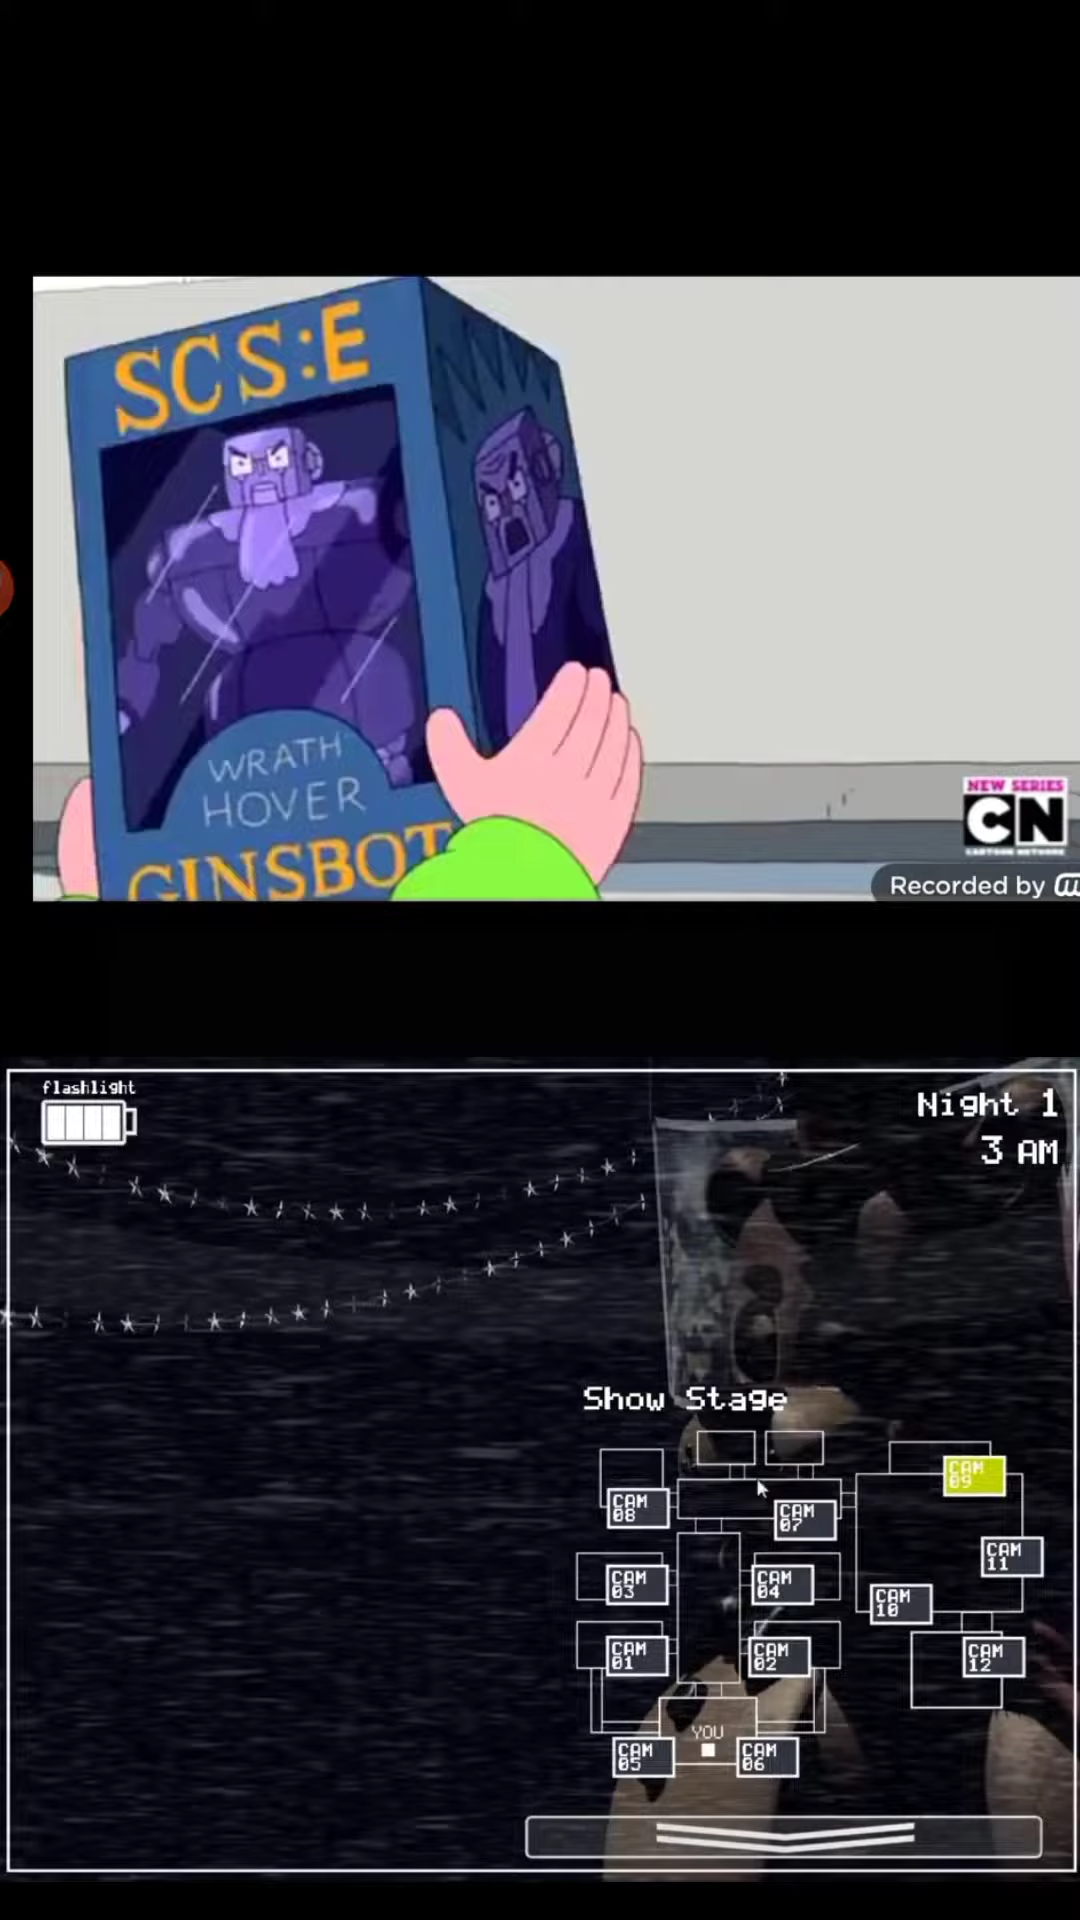 SCS:E
WRATH
HOVER
GINSBOT
NEW SERIES
CN
CARTOON NETWORK
Recorded by
flashlight
Night 1
3 AM
Show Stage
CAM 09
CAM 08
CAM 07
CAM 11
CAM 03
CAM 04
CAM 10
CAM 01
CAM 02
CAM 12
YOU
CAM 05
CAM 06